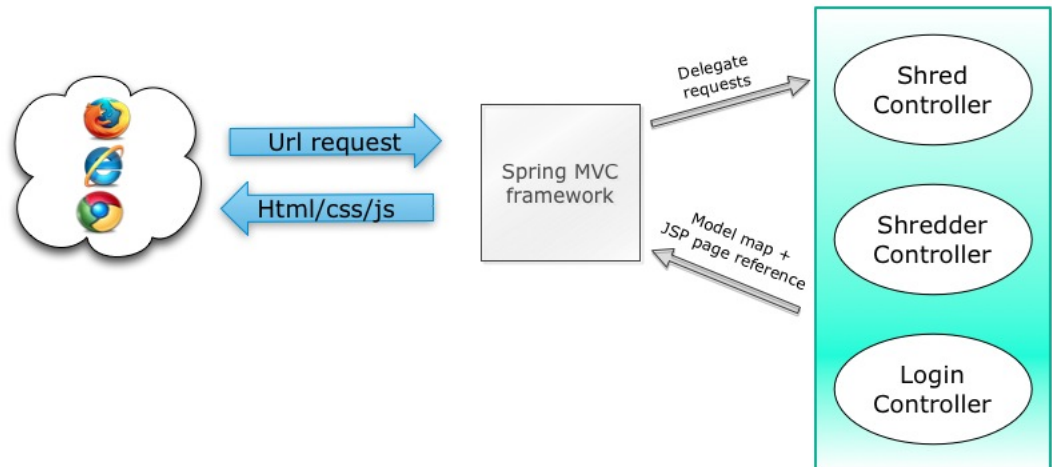 Url request
Html/css/js
Spring MVC
framework
Delegate
requests
Model map +
JSP page reference
Shred
Controller
Shredder
Controller
Login
Controller